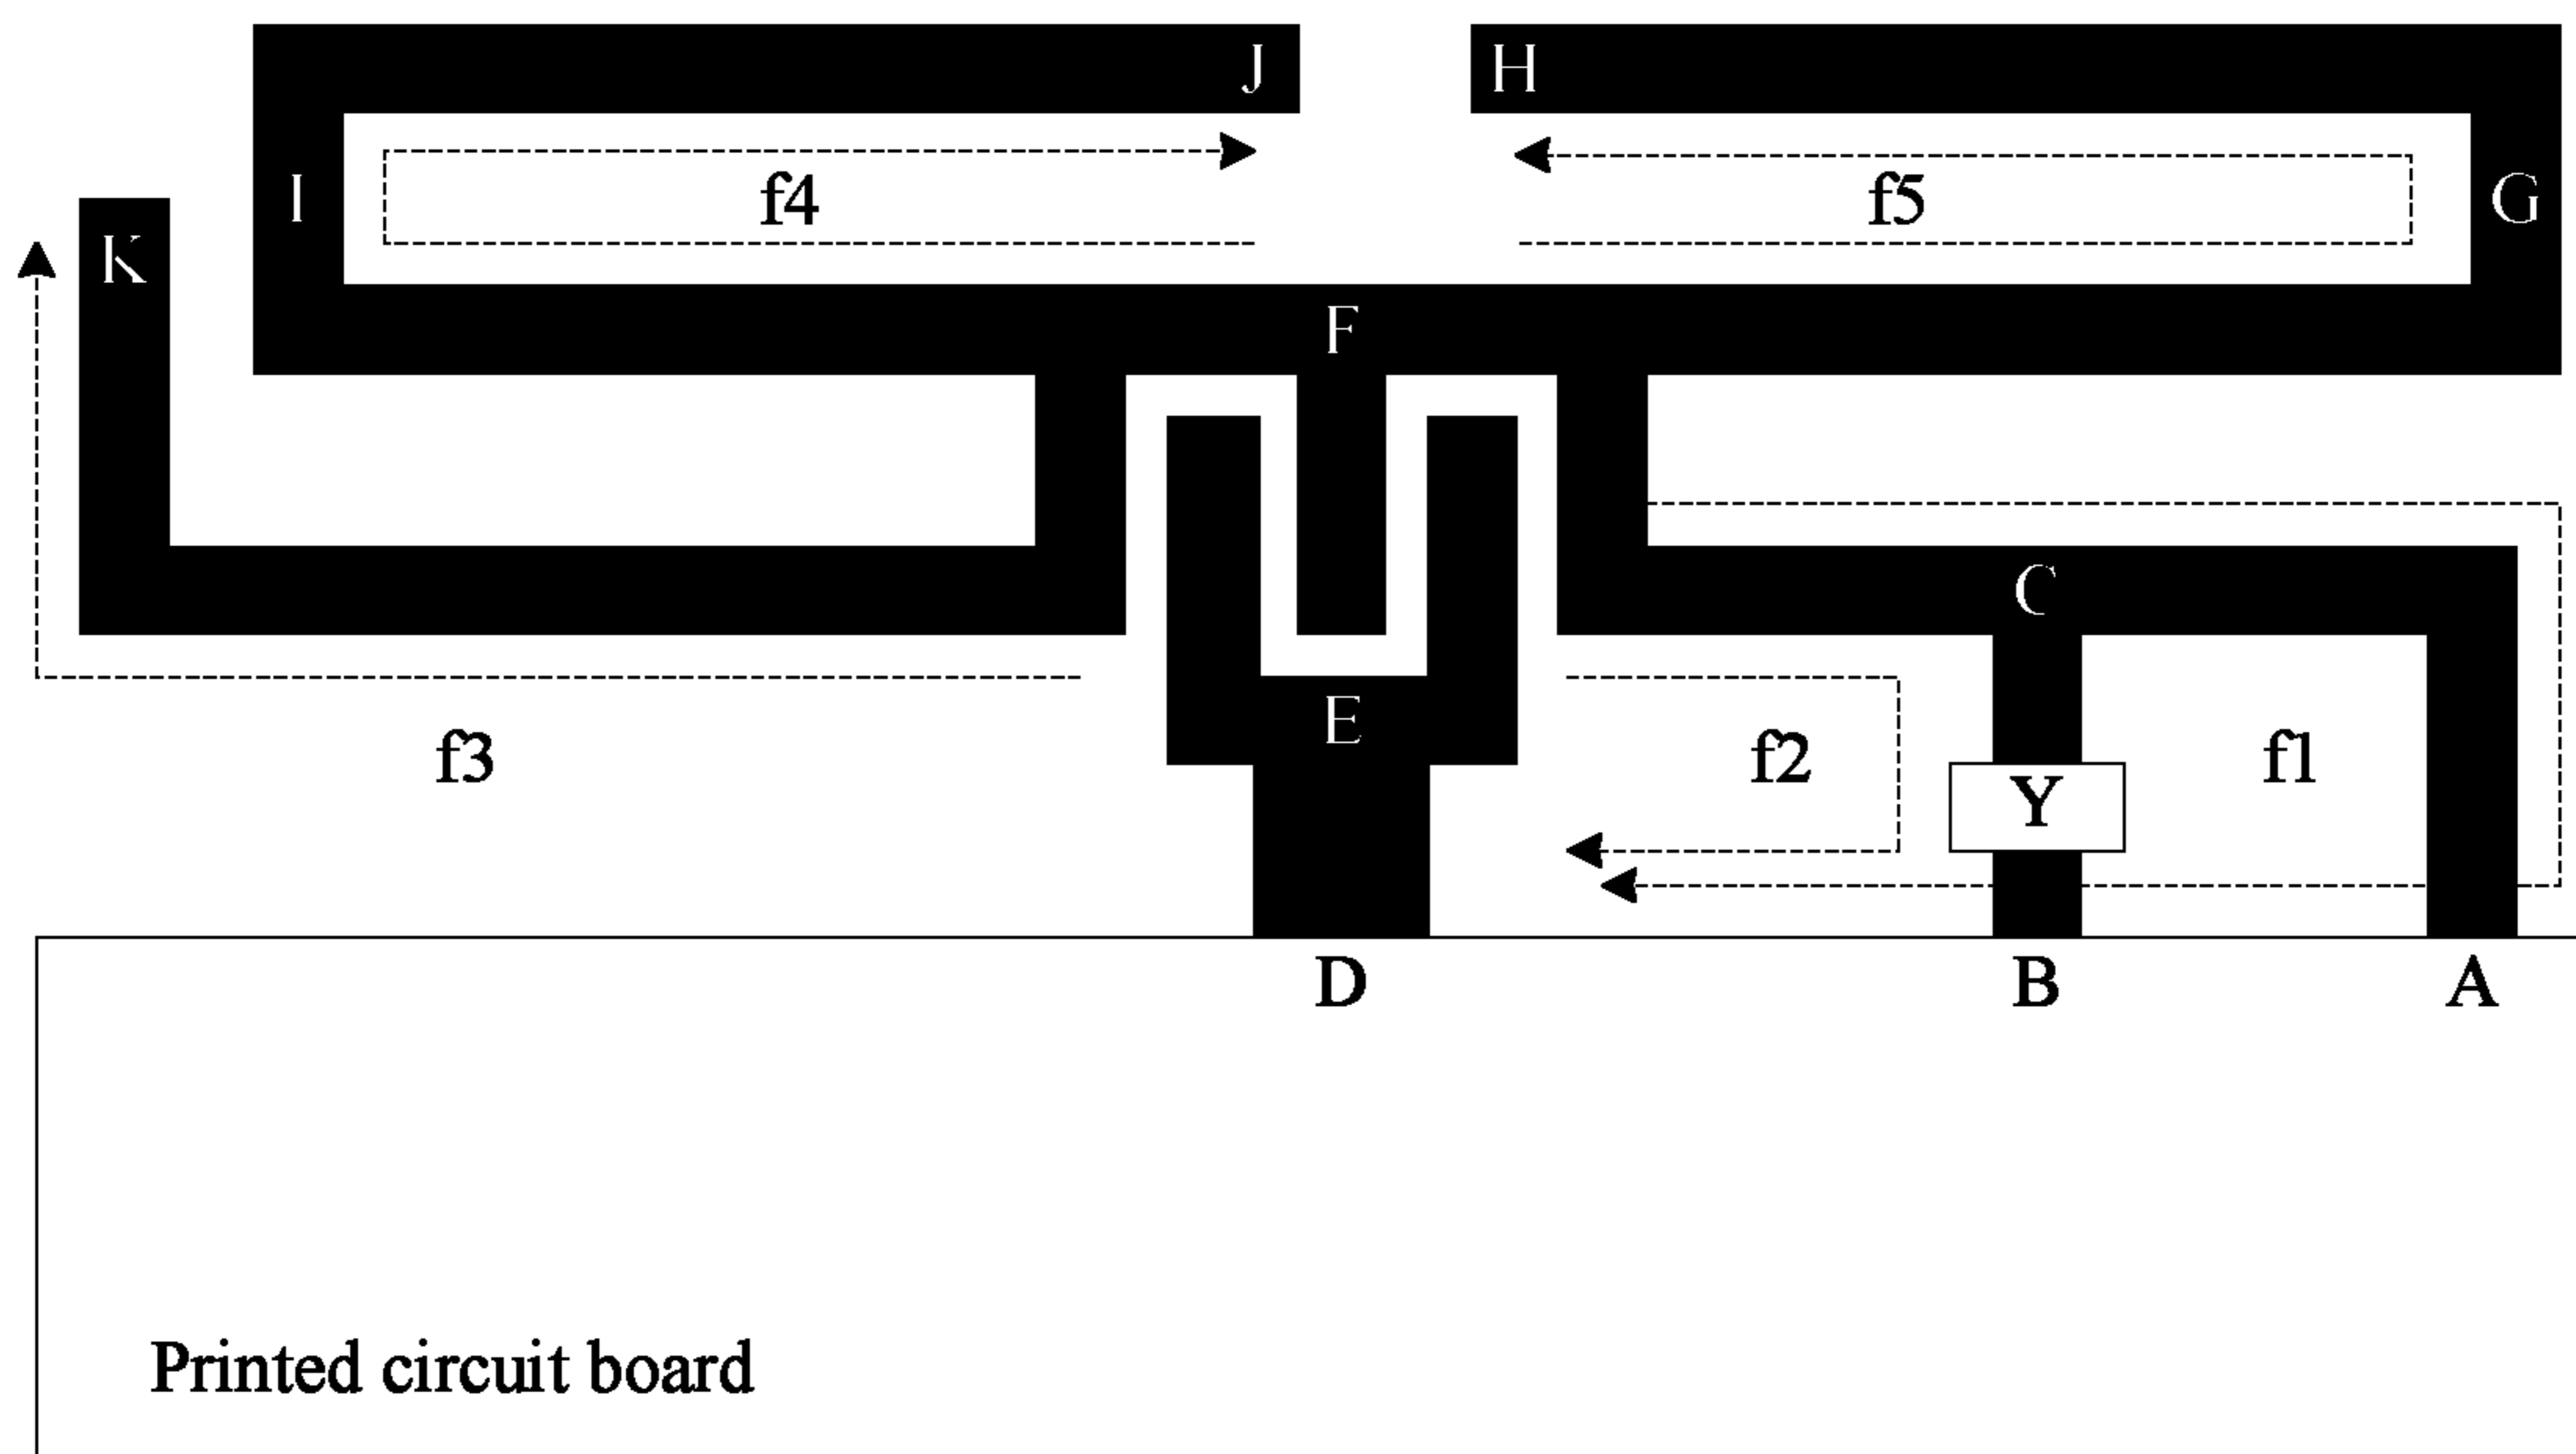 J H
I f4 f5 G
K
F
C
E
f3 f2 Y f1
D B A
Printed circuit board